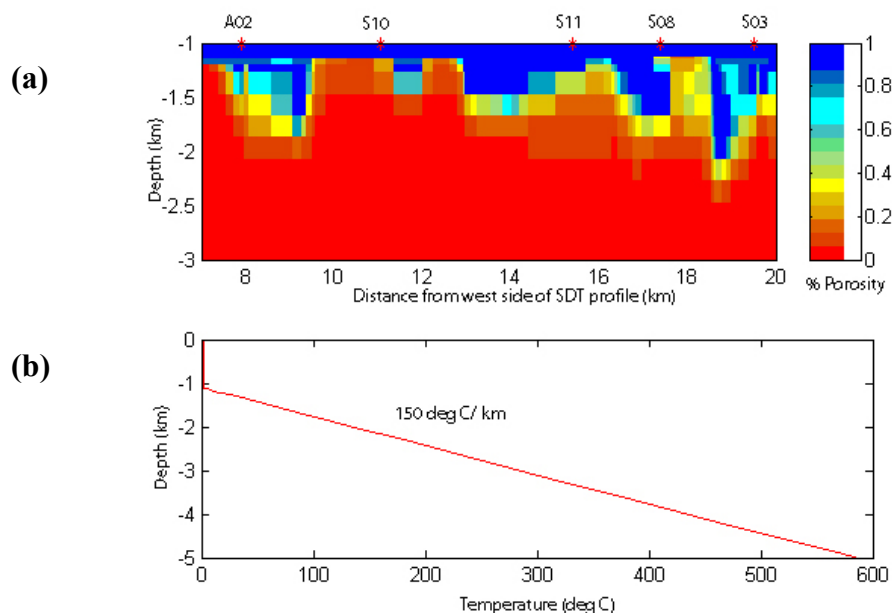 A02 S10 S11 S08 S03
(a)
-1
-1.5
-2
-2.5
-3
Depth (km)
8 10 12 14 16 18 20
Distance from west side of SDT profile (km)
1
0.8
0.6
0.4
0.2
0
% Porosity
(b)
0
-1
-2
-3
-4
-5
Depth (km)
150 deg C/ km
0 100 200 300 400 500 600
Temperature (deg C)